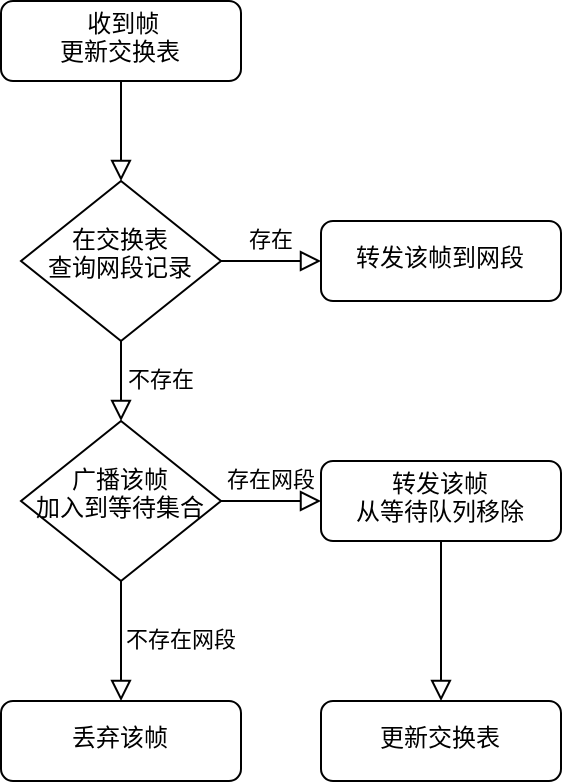 收到帧
更新交换表
在交换表
查询网段记录
存在
转发该帧到网段
不存在
广播该帧
加入到等待集合
存在网段
转发该帧
从等待队列移除
不存在网段
丢弃该帧
更新交换表